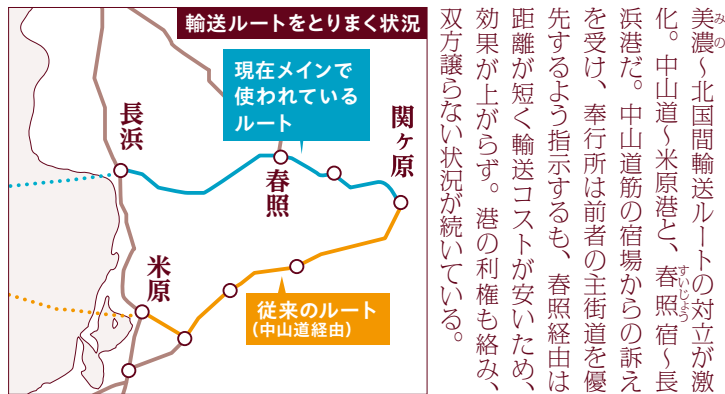 輸送ルートをとりまく状況
現在メインで
使われている
ルート
長浜
春照
関ヶ原
米原
従来のルート
(中山道経由)
美濃～北国間輸送ルートの対立が激
みの
化。中山道～米原港と、春照宿～長
すいじょう
浜港だ。中山道筋の宿場からの訴え
を受け、奉行所は前者の主街道を優
先するよう指示するも、春照経由は
距離が短く輸送コストが安いため、
効果が上がらず。港の利権も絡み、
双方譲らない状況が続いている。